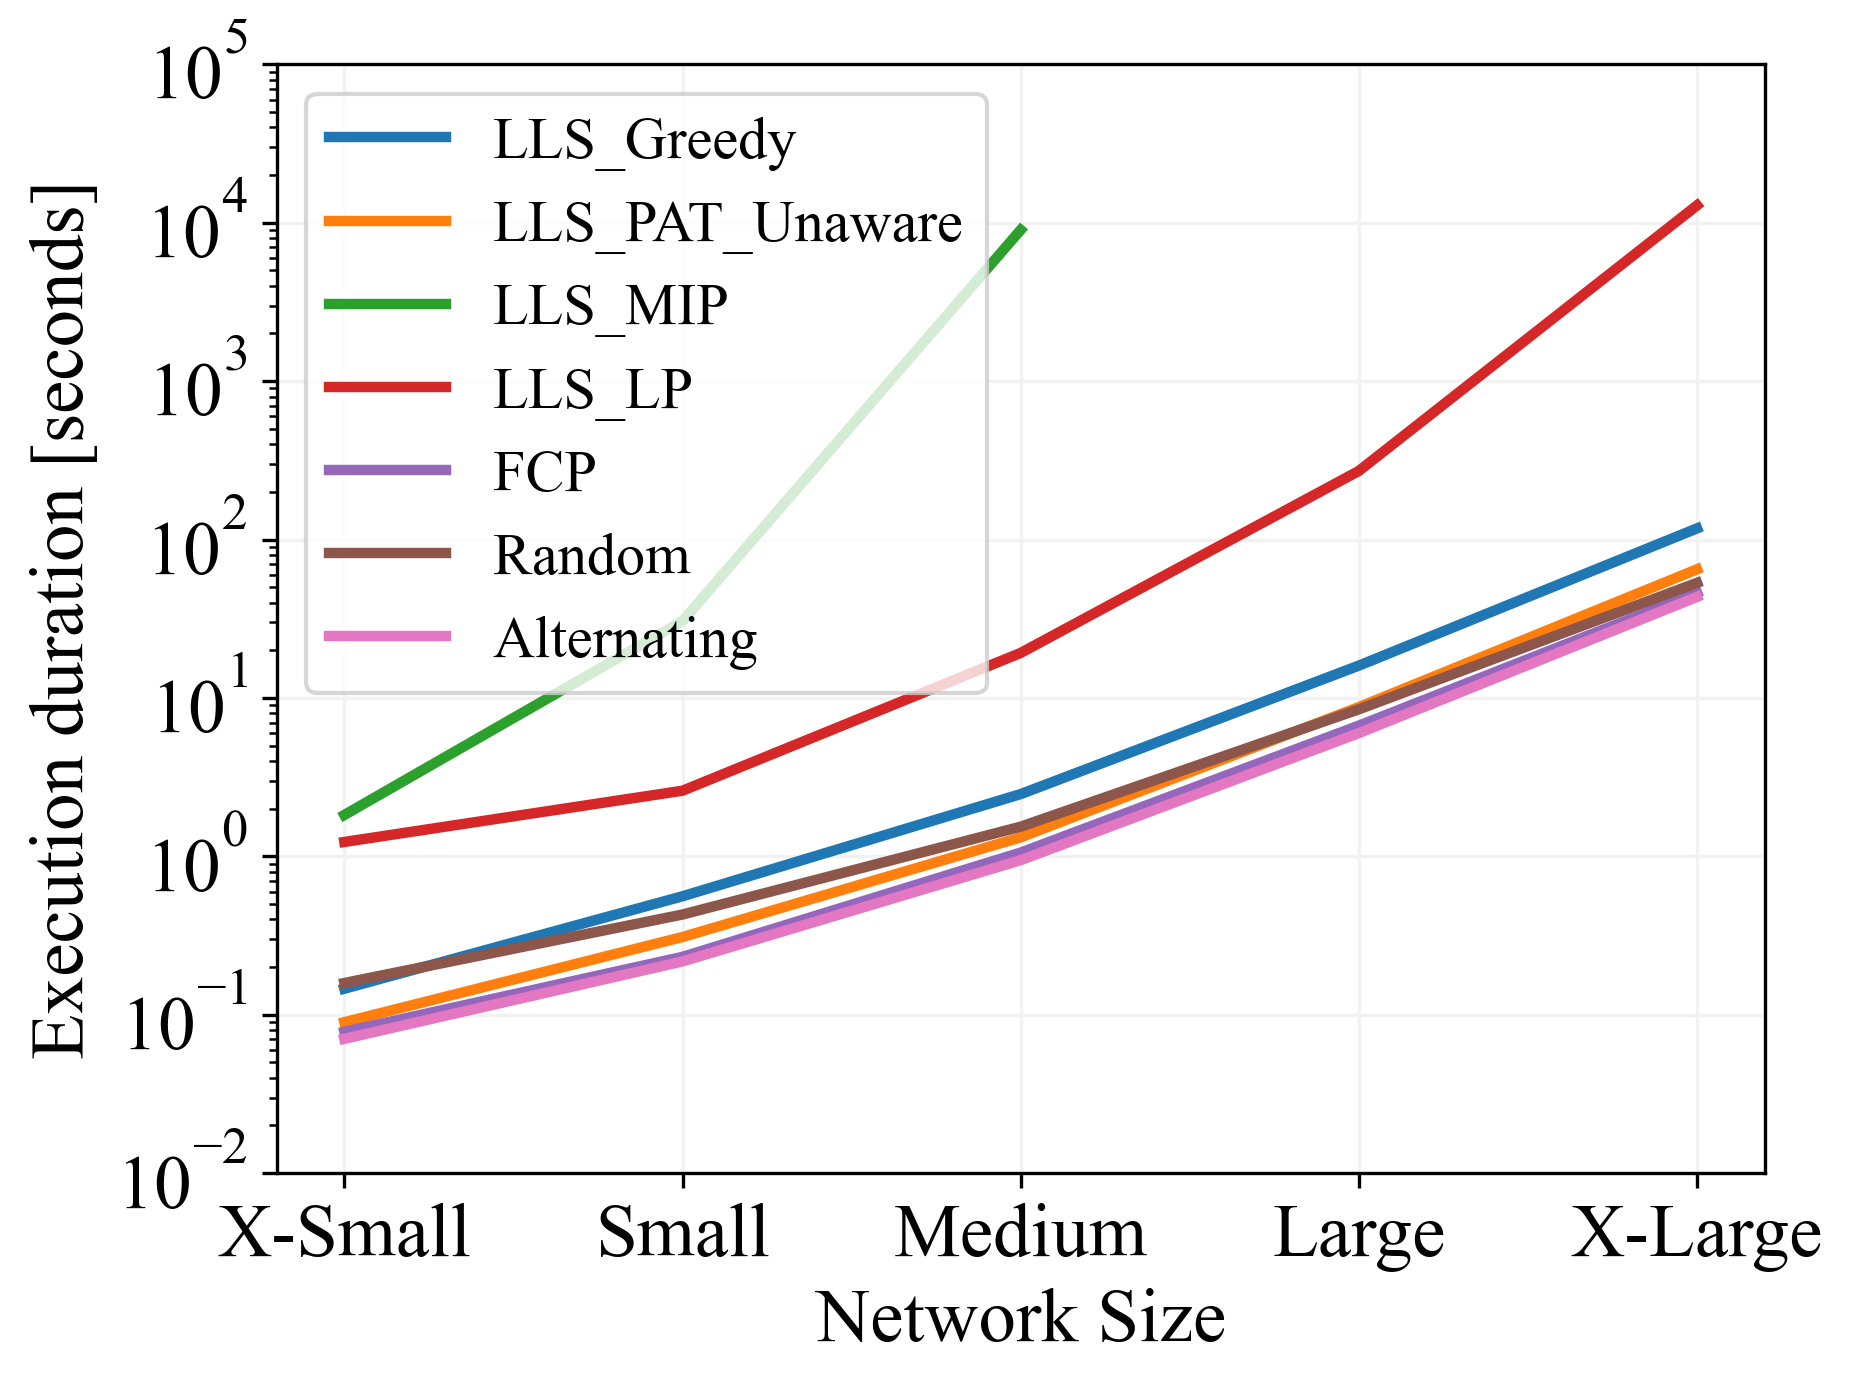 Execution duration [seconds]
10^5
10^4
10^3
10^2
10^1
10^0
10^−1
10^−2
LLS_Greedy
LLS_PAT_Unaware
LLS_MIP
LLS_LP
FCP
Random
Alternating
X-Small Small Medium Large X-Large
Network Size